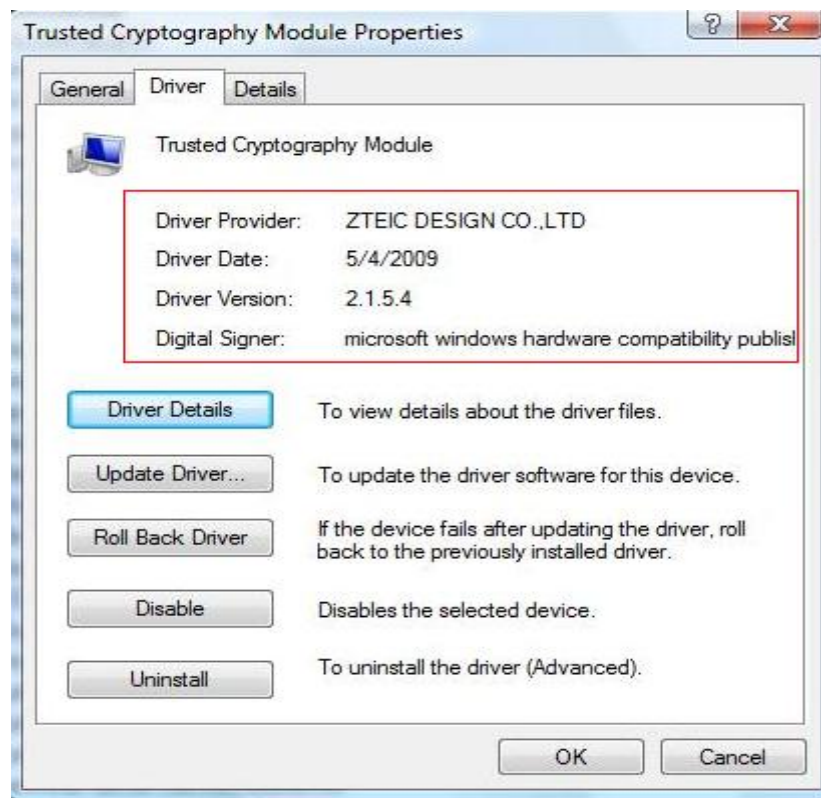 Trusted Cryptography Module Properties
General Driver Details
Trusted Cryptography Module
Driver Provider: ZTEIC DESIGN CO.,LTD
Driver Date: 5/4/2009
Driver Version: 2.1.5.4
Digital Signer: microsoft windows hardware compatibility publisl
Driver Details To view details about the driver files.
Update Driver... To update the driver software for this device.
Roll Back Driver If the device fails after updating the driver, roll
back to the previously installed driver.
Disable Disables the selected device.
Uninstall To uninstall the driver (Advanced).
OK Cancel